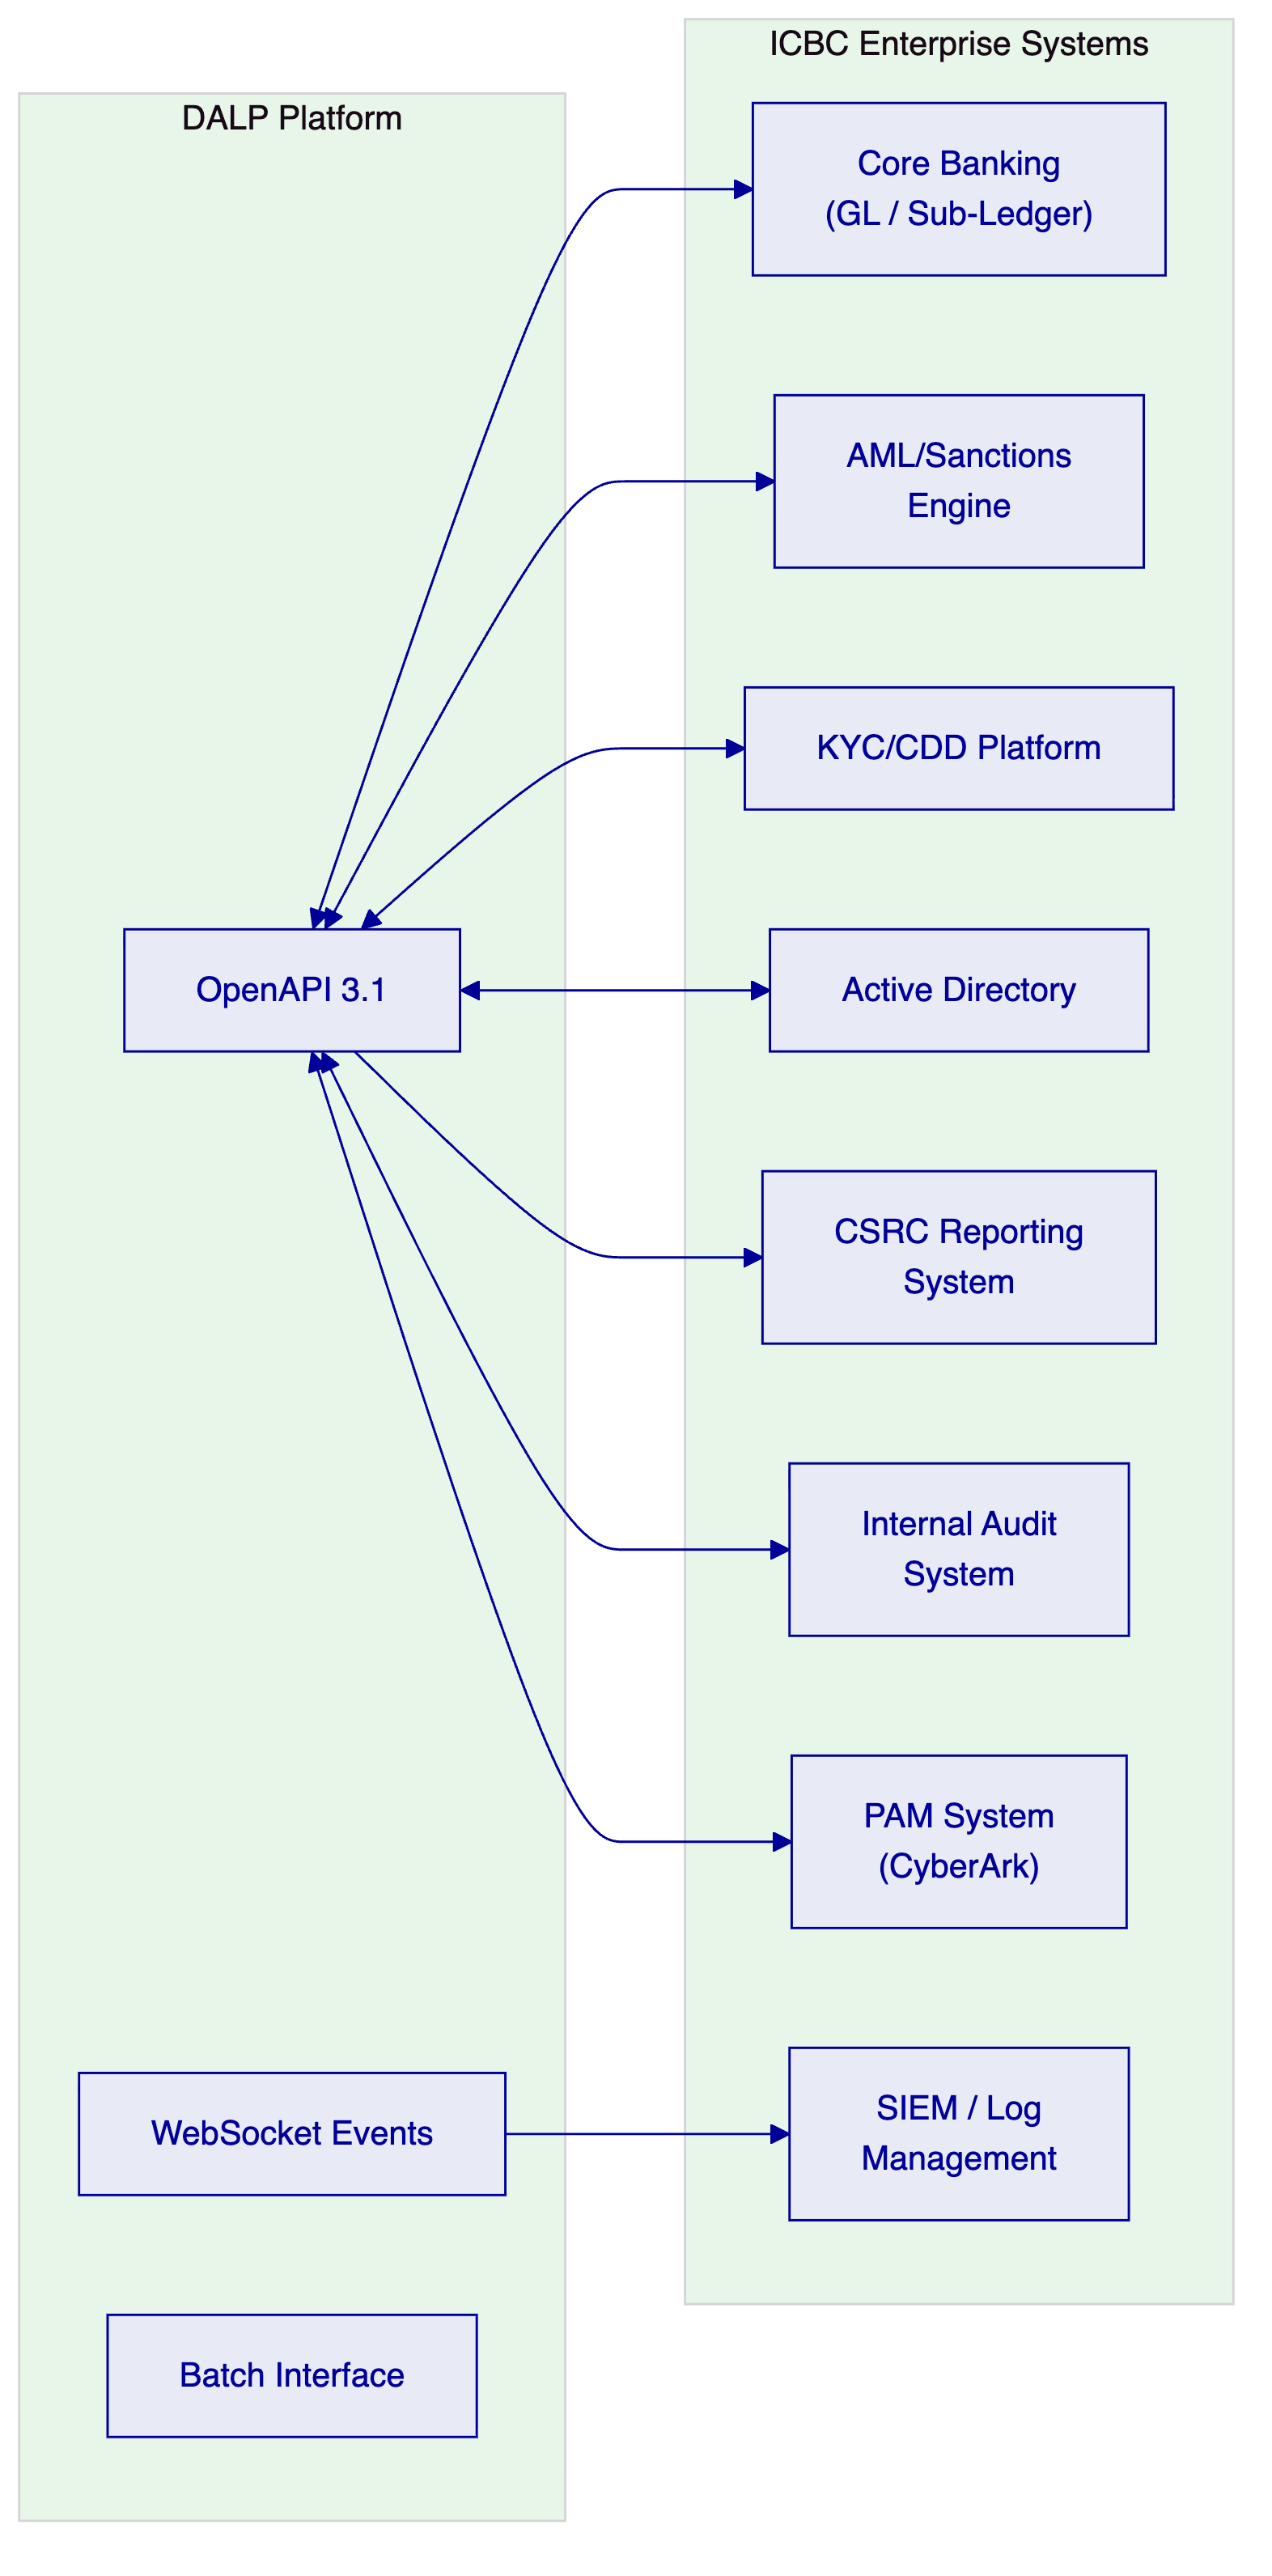 DALP Platform
OpenAPI 3.1
WebSocket Events
Batch Interface
ICBC Enterprise Systems
Core Banking
(GL / Sub-Ledger)
AML/Sanctions
Engine
KYC/CDD Platform
Active Directory
CSRC Reporting
System
Internal Audit
System
PAM System
(CyberArk)
SIEM / Log
Management